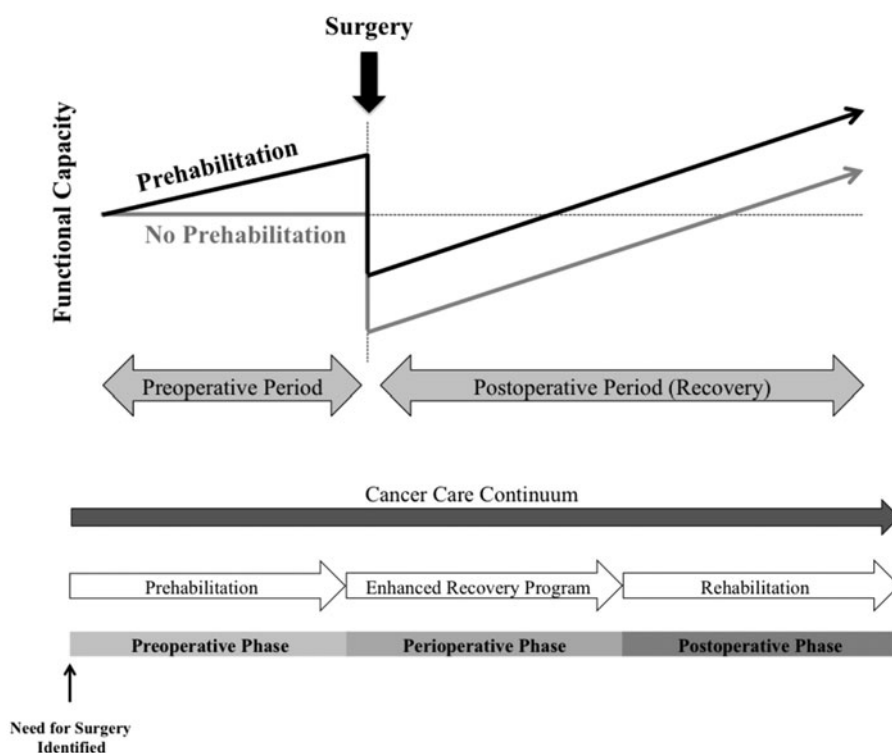 Surgery
Functional Capacity
Prehabilitation
No Prehabilitation
Preoperative Period
Postoperative Period (Recovery)
Cancer Care Continuum
Prehabilitation
Enhanced Recovery Program
Rehabilitation
Preoperative Phase
Perioperative Phase
Postoperative Phase
Need for Surgery
Identified